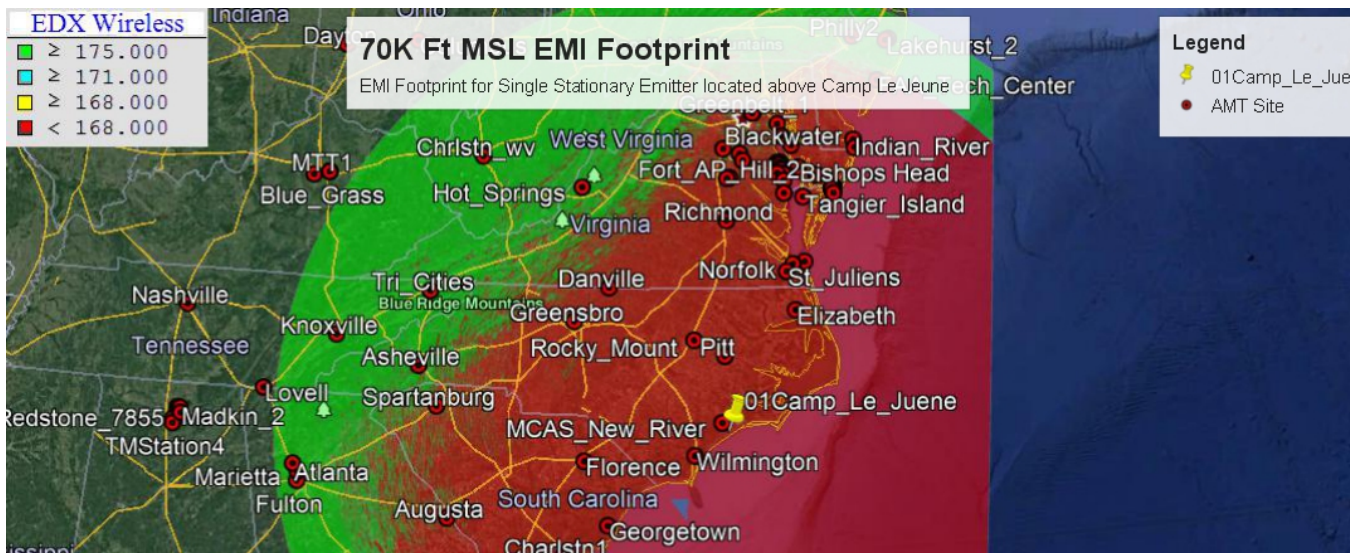 EDX Wireless
≥ 175.000
≥ 171.000
≥ 168.000
< 168.000
70K Ft MSL EMI Footprint
EMI Footprint for Single Stationary Emitter located above Camp LeJeune
Legend
01Camp_Le_Jue
AMT Site
Indiana
Ohio
Philly2
Lakehurst_2
Mountains
Tech_Center
Greenbelt_1
West Virginia
Blackwater
Indian_River
Chrlstn_wv
MTT1
Blue_Grass
Hot_Springs
Fort_AP_Hill_2
Bishops Head
Tangier_Island
Richmond
Virginia
Norfolk
St_Juliens
Tri_Cities
Blue Ridge Mountains
Danville
Nashville
Greensbro
Elizabeth
Knoxville
Tennessee
Rocky_Mount
Pitt
Asheville
Lovell
Spartanburg
01Camp_Le_Juene
Redstone_7855
Madkin_2
MCAS_New_River
TMStation4
Marietta
Atlanta
Florence
Wilmington
Fulton
South Carolina
Augusta
Georgetown
Charlstn1